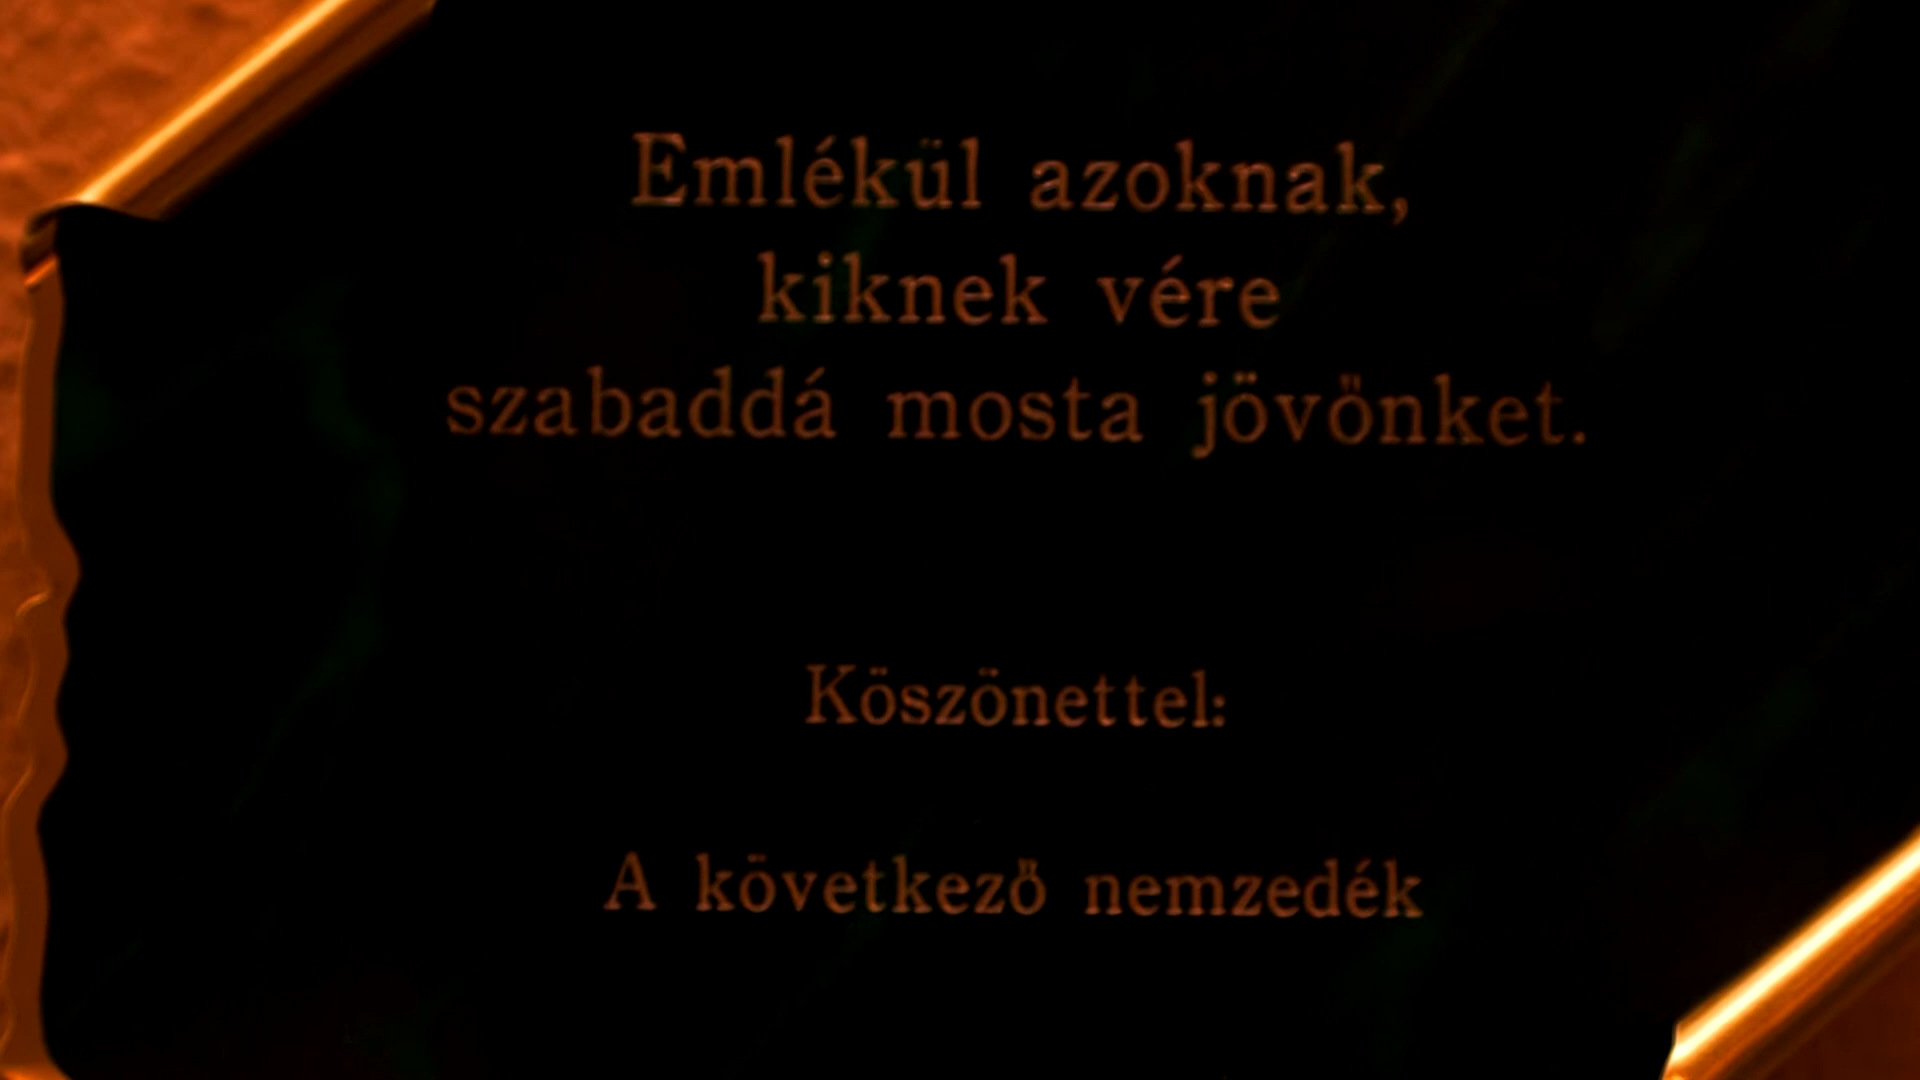 Emlékül azoknak,
kiknek vére
szabaddá mosta jövőnket.
Köszönettel:
A következő nemzedék